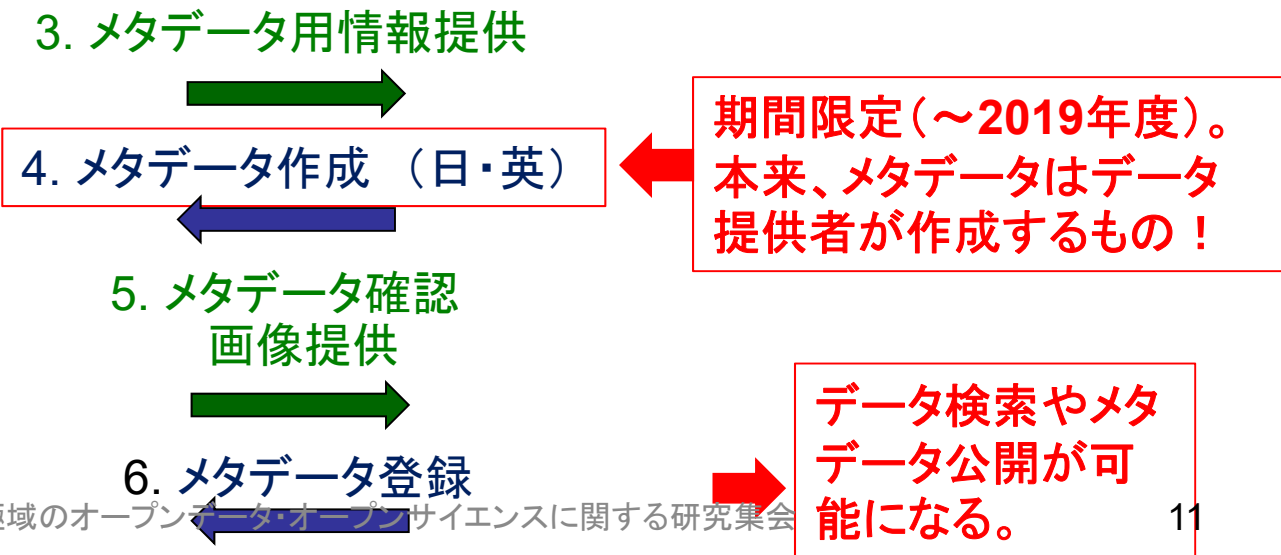 3. メタデータ用情報提供
4. メタデータ作成 （日・英）
期間限定（～2019年度）。
本来、メタデータはデータ
提供者が作成するもの！
5. メタデータ確認
画像提供
6. メタデータ登録
データ検索やメタ
データ公開が可
能になる。
域のオープンデータ・オープンサイエンスに関する研究集会
11